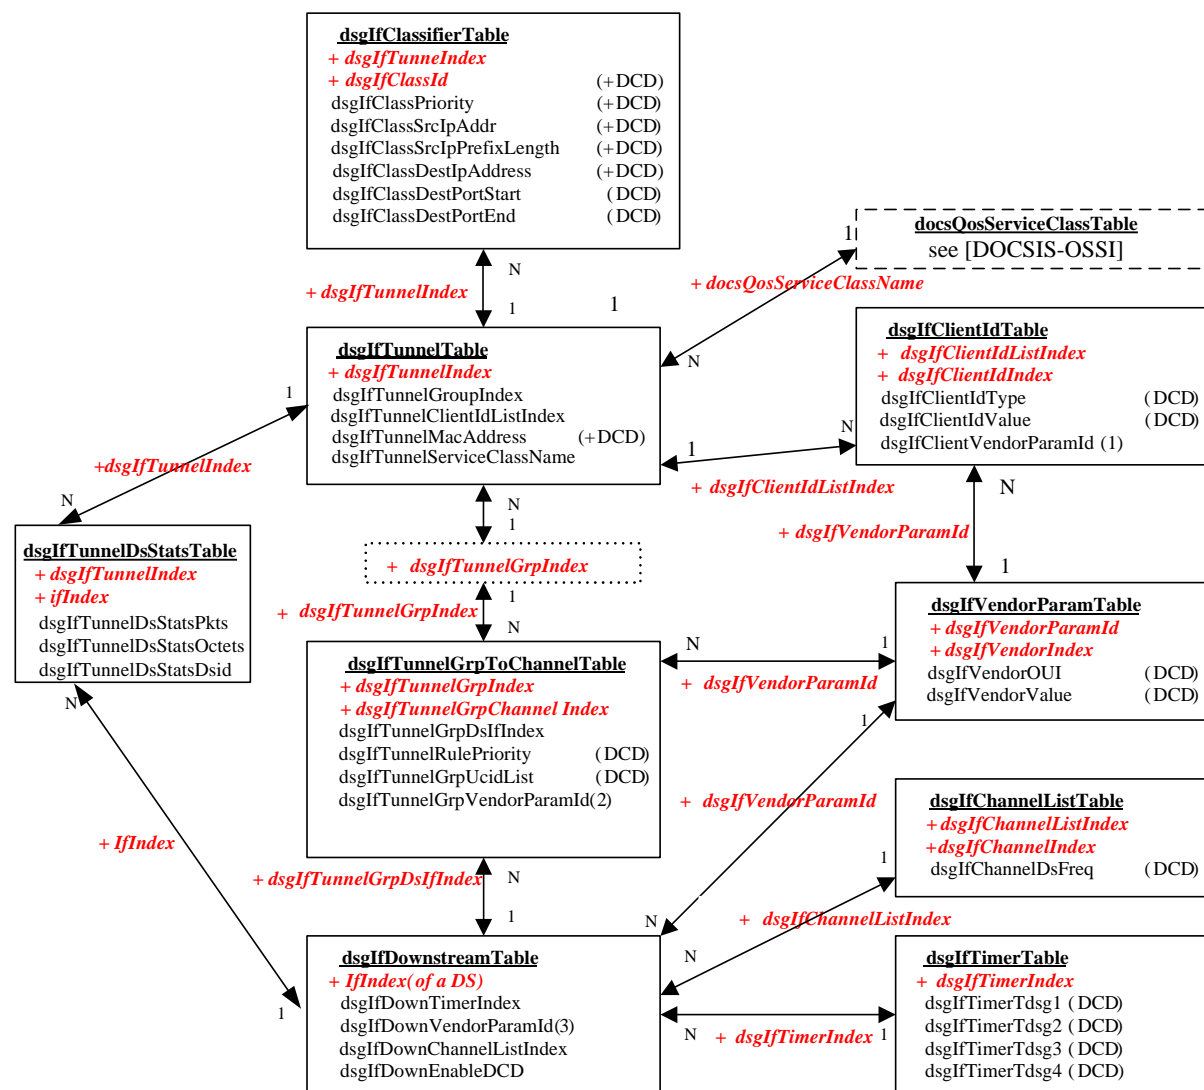 dsgIfClassifierTable
+ dsgIfTunneIndex
+ dsgIfClassId (+DCD)
dsgIfClassPriority (+DCD)
dsgIfClassSrcIpAddr (+DCD)
dsgIfClassSrcIpPrefixLength (+DCD)
dsgIfClassDestIpAddress (+DCD)
dsgIfClassDestPortStart (DCD)
dsgIfClassDestPortEnd (DCD)
N
+ dsgIfTunnelIndex
1
1
docsQosServiceClassTable
see [DOCSIS-OSSI]
1
+ docsQosServiceClassName
N
dsgIfTunnelTable
+ dsgIfTunnelIndex
dsgIfTunnelGroupIndex
dsgIfTunnelClientIdListIndex
dsgIfTunnelMacAddress (+DCD)
dsgIfTunnelServiceClassName
dsgIfClientIdTable
+ dsgIfClientIdListIndex
+ dsgIfClientIdIndex
dsgIfClientIdType (DCD)
dsgIfClientIdValue (DCD)
dsgIfClientVendorParamId (1)
1
N
+ dsgIfClientIdListIndex
1
+dsgIfTunnelIndex
N
N
1
+ dsgIfTunnelGrpIndex
1
+ dsgIfTunnelGrpIndex
N
N
+ dsgIfVendorParamId
1
dsgIfTunnelDsStatsTable
+ dsgIfTunnelIndex
+ ifIndex
dsgIfTunnelDsStatsPkts
dsgIfTunnelDsStatsOctets
dsgIfTunnelDsStatsDsid
N
dsgIfVendorParamTable
+ dsgIfVendorParamId
+ dsgIfVendorIndex
dsgIfVendorOUI (DCD)
dsgIfVendorValue (DCD)
dsgIfTunnelGrpToChannelTable
+ dsgIfTunnelGrpIndex
+ dsgIfTunnelGrpChannel Index
dsgIfTunnelGrpDsIfIndex
dsgIfTunnelRulePriority (DCD)
dsgIfTunnelGrpUcidList (DCD)
dsgIfTunnelGrpVendorParamId(2)
N
1
+ dsgIfVendorParamId
1
+ dsgIfVendorParamId
N
dsgIfChannelListTable
+dsgIfChannelListIndex
+dsgIfChannelIndex
dsgIfChannelDsFreq (DCD)
+ IfIndex
1
+ dsgIfTunnelGrpDsIfIndex
N
1
1
+ dsgIfChannelListIndex
N
dsgIfDownstreamTable
+ IfIndex(of a DS)
dsgIfDownTimerIndex
dsgIfDownVendorParamId(3)
dsgIfDownChannelListIndex
dsgIfDownEnableDCD
N
+ dsgIfTimerIndex
1
dsgIfTimerTable
+ dsgIfTimerIndex
dsgIfTimerTdsg1 (DCD)
dsgIfTimerTdsg2 (DCD)
dsgIfTimerTdsg3 (DCD)
dsgIfTimerTdsg4 (DCD)